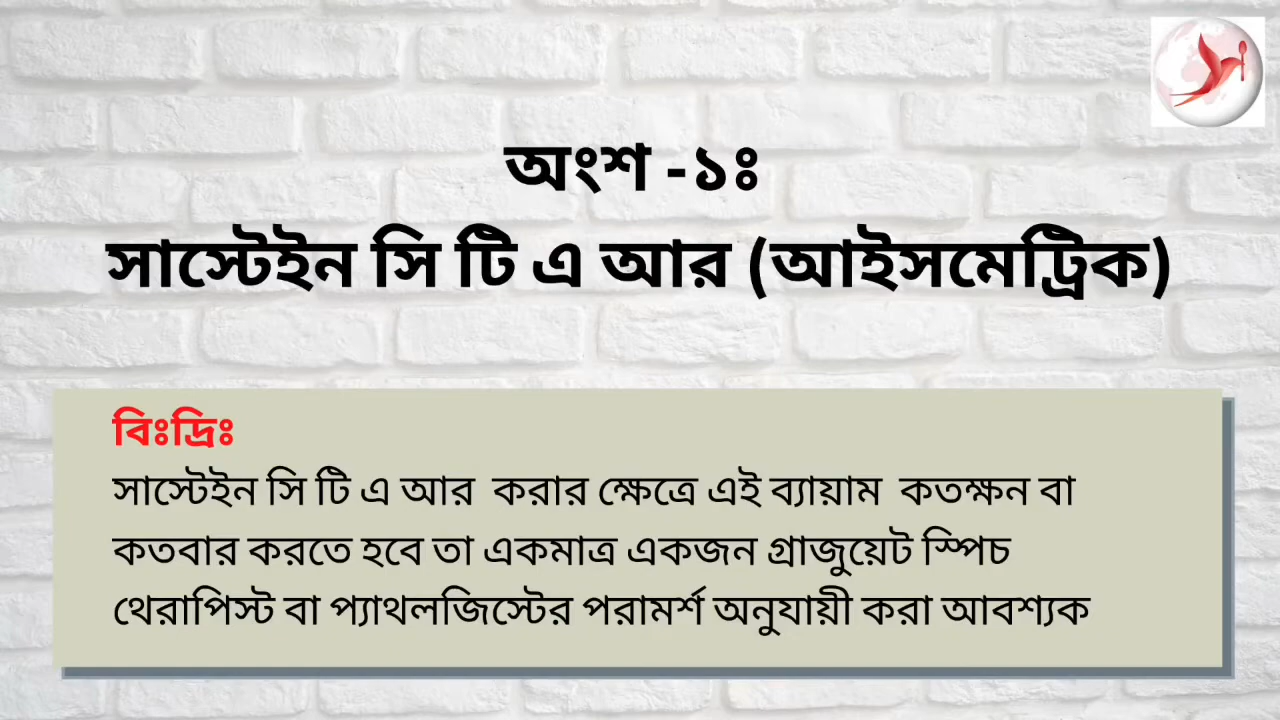 অংশ -১ঃ
সাস্টেইন সি টি এ আর (আইসমেট্রিক)
বিঃদ্রিঃ
সাস্টেইন সি টি এ আর করার ক্ষেত্রে এই ব্যায়াম কতক্ষন বা
কতবার করতে হবে তা একমাত্র একজন গ্রাজুয়েট স্পিচ
থেরাপিস্ট বা প্যাথলজিস্টের পরামর্শ অনুযায়ী করা আবশ্যক